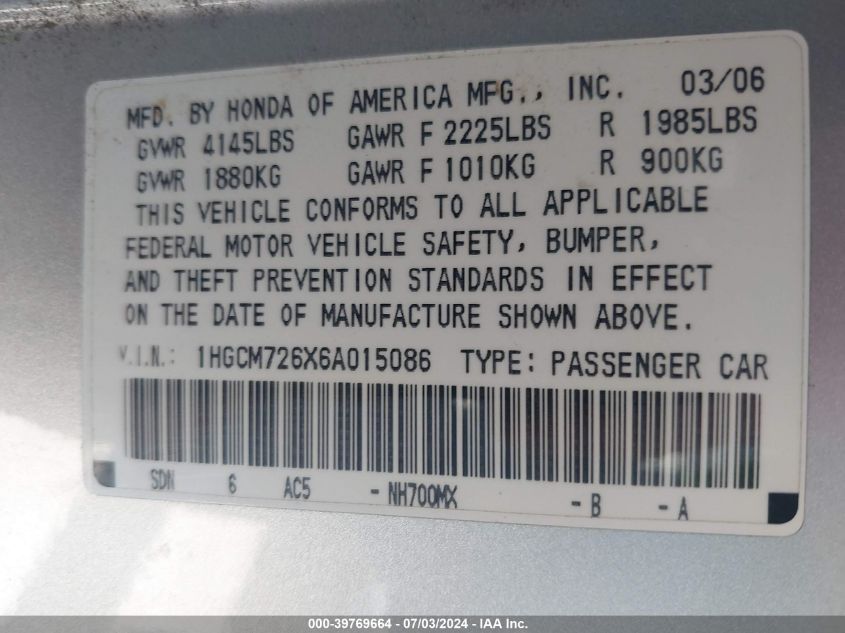 MFD. BY HONDA OF AMERICA MFG., INC. 03/06
GVWR 4145LBS GAWR F 2225LBS R 1985LBS
GVWR 1880KG GAWR F 1010KG R 900KG
THIS VEHICLE CONFORMS TO ALL APPLICABLE
FEDERAL MOTOR VEHICLE SAFETY, BUMPER,
AND THEFT PREVENTION STANDARDS IN EFFECT
ON THE DATE OF MANUFACTURE SHOWN ABOVE.
V.I.N.: 1HGCM726X6A015086 TYPE: PASSENGER CAR
SDN 6 AC5 - NH700MX - B - A
000-39769664 - 07/03/2024 - IAA Inc.